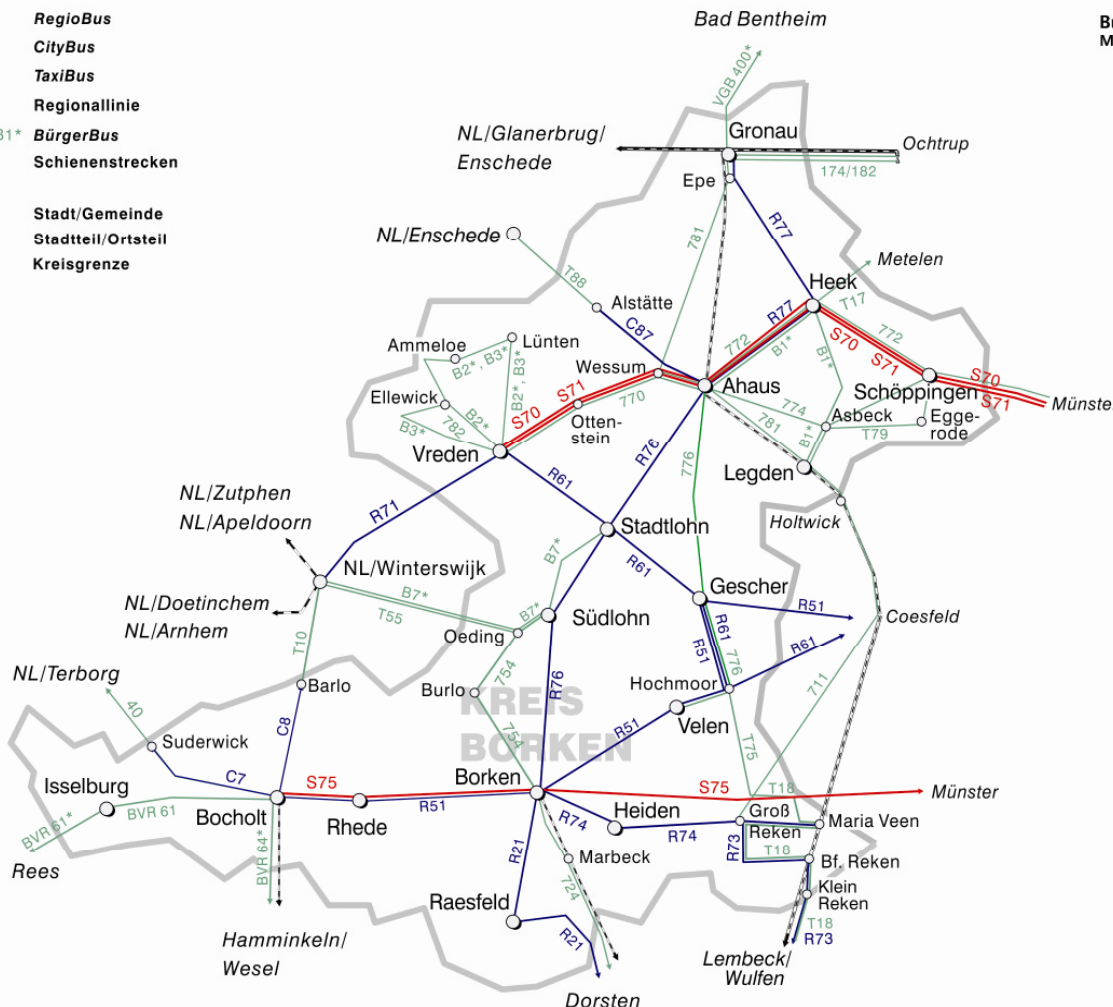 RegioBus
CityBus
TaxiBus
Regionallinie
31* BürgerBus
Schienenstrecken
Stadt/Gemeinde
Stadtteil/Ortsteil
Kreisgrenze
Bad Bentheim
VGB 400*
NL/Glanerbrug/
Enschede
Gronau
Ochtrup
174/182
Epe
R77
781
NL/Enschede
T88
Alstätte
C87
Metelen
Heek
T17
R77
772
B1*
772
S70
S71
B1*
Ammeloe
Lünten
B2*, B3*
B2*, B3*
Ellewick
B2*
782
B3*
Wessum
S71
S70
770
Otten-
stein
Ahaus
Schöppingen
S70
S71
Münster
774
781
Asbeck
B1*
T79
Egge-
rode
Vreden
Legden
R76
776
R61
R71
NL/Zutphen
NL/Apeldoorn
Holtwick
Stadtlohn
B7*
R61
NL/Winterswijk
B7*
T55
B7*
Gescher
R51
NL/Doetinchem
NL/Arnhem
Südlohn
Oeding
Coesfeld
R61
R51
776
R61
T10
754
R76
NL/Terborg
40
Barlo
Burlo
Hochmoor
711
KREIS
BORKEN
Velen
R51
754
T75
Suderwick
C8
C7
Isselburg
BVR 61
BVR 61*
Rees
Bocholt
S75
R51
Rhede
Borken
S75
T18
Münster
Heiden
R74
R74
Groß
Reken
Maria Veen
R73
T18
Bf. Reken
BVR 64*
R21
Marbeck
724
Klein
Reken
T18
R73
Raesfeld
R21
Hamminkeln/
Wesel
Lembeck/
Wulfen
Dorsten